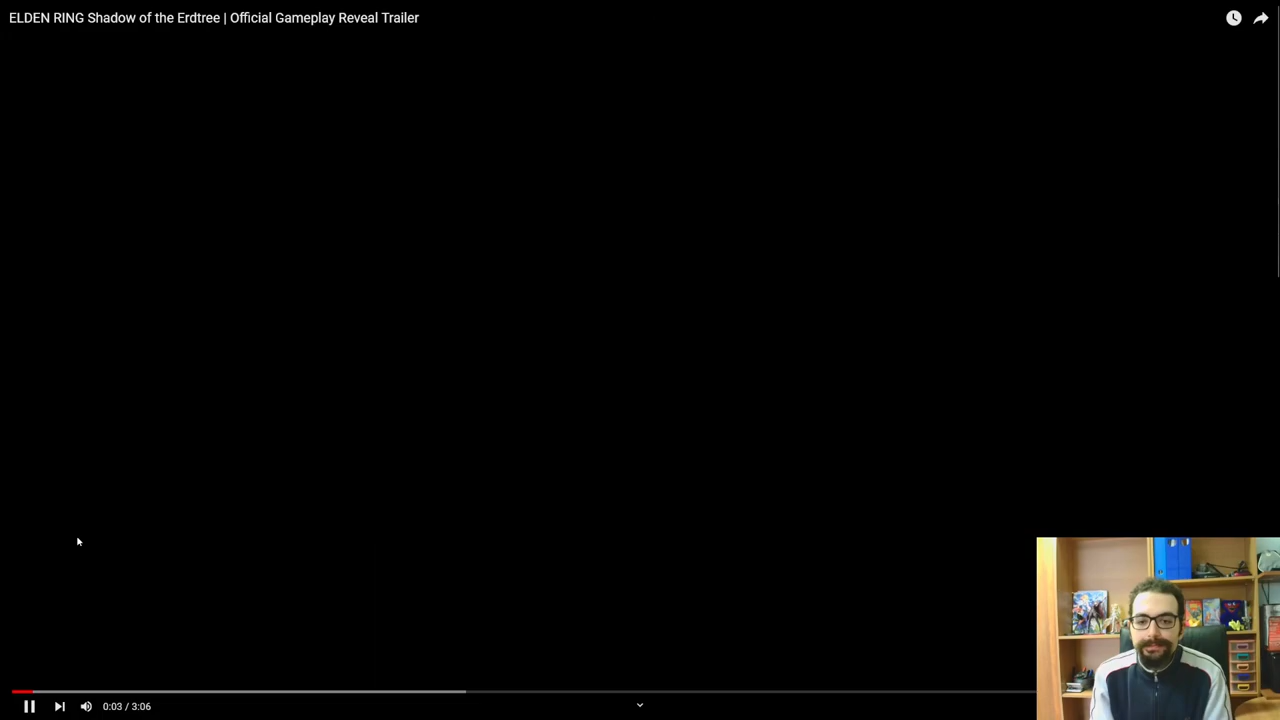 ELDEN RING Shadow of the Erdtree | Official Gameplay Reveal Trailer
0:03 / 3:06